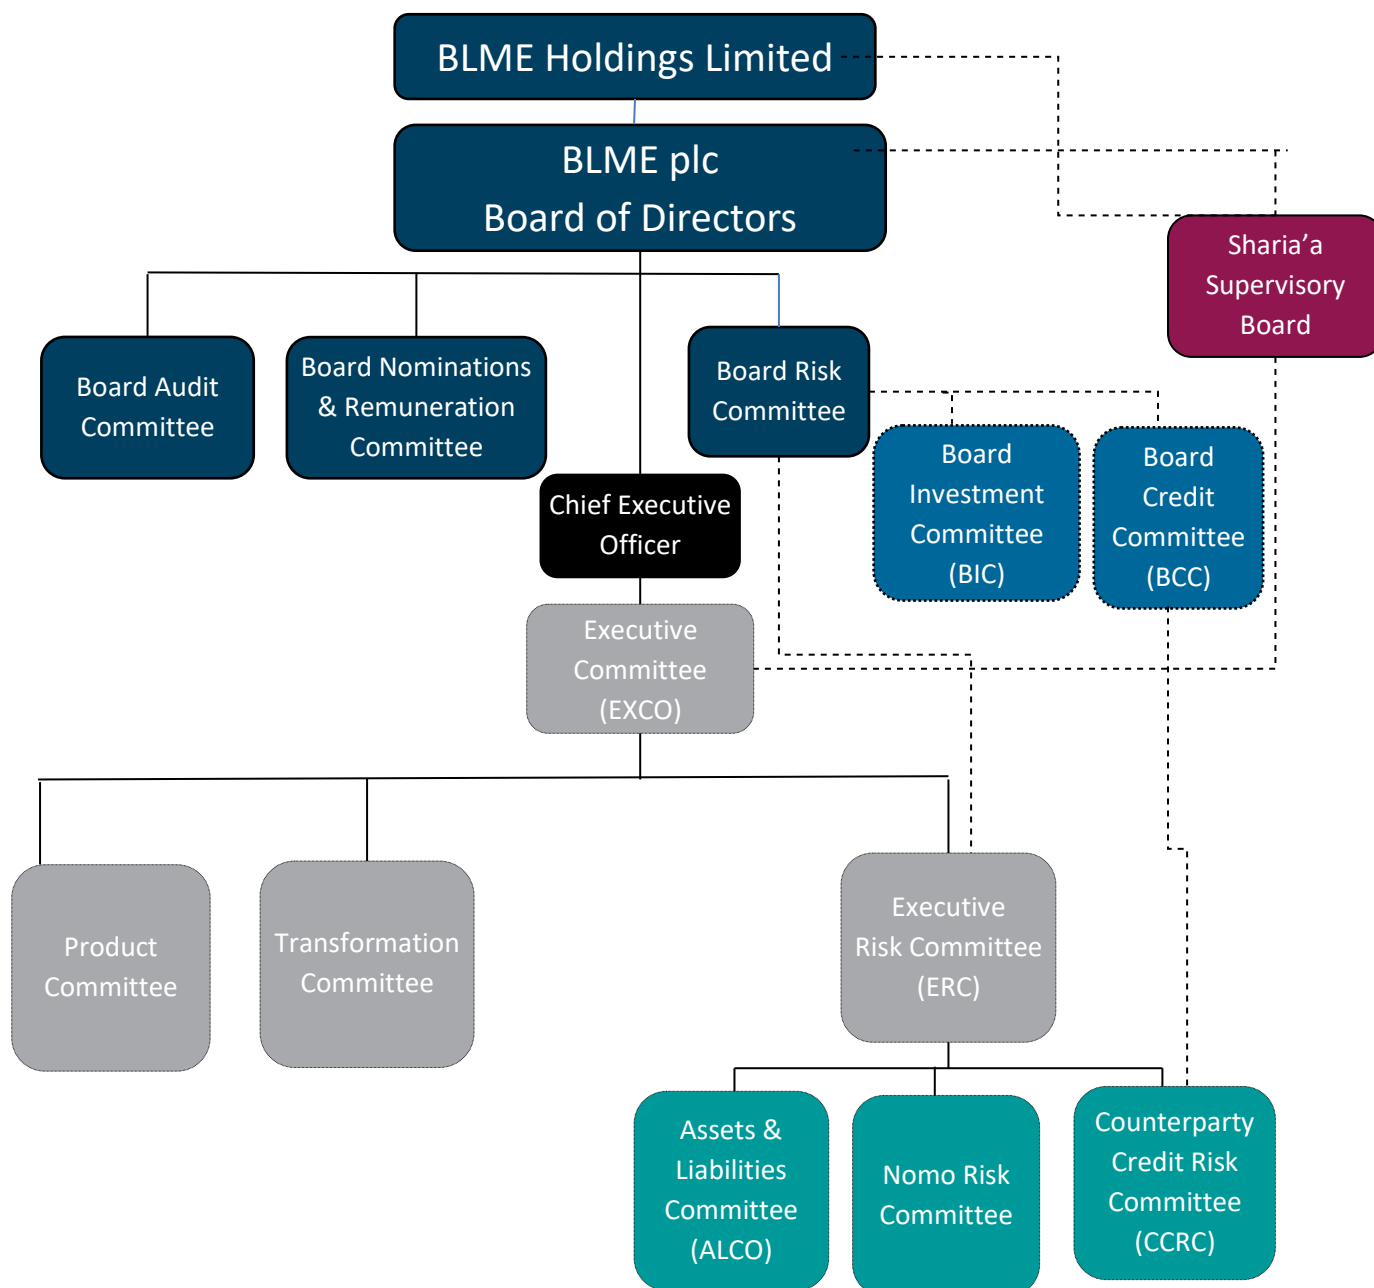 BLME Holdings Limited
BLME plc
Board of Directors
Sharia’a
Supervisory
Board
Board Audit
Committee
Board Nominations
& Remuneration
Committee
Board Risk
Committee
Board
Investment
Committee
(BIC)
Board
Credit
Committee
(BCC)
Chief Executive
Officer
Executive
Committee
(EXCO)
Product
Committee
Transformation
Committee
Executive
Risk Committee
(ERC)
Assets &
Liabilities
Committee
(ALCO)
Nomo Risk
Committee
Counterparty
Credit Risk
Committee
(CCRC)